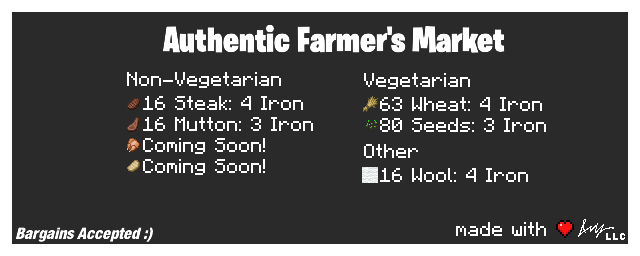 Authentic Farmer's Market
Non-Vegetarian
16 Steak: 4 Iron
16 Mutton: 3 Iron
Coming Soon!
Coming Soon!
Vegetarian
63 Wheat: 4 Iron
80 Seeds: 3 Iron
Other
16 Wool: 4 Iron
Bargains Accepted :)
made with
LLC